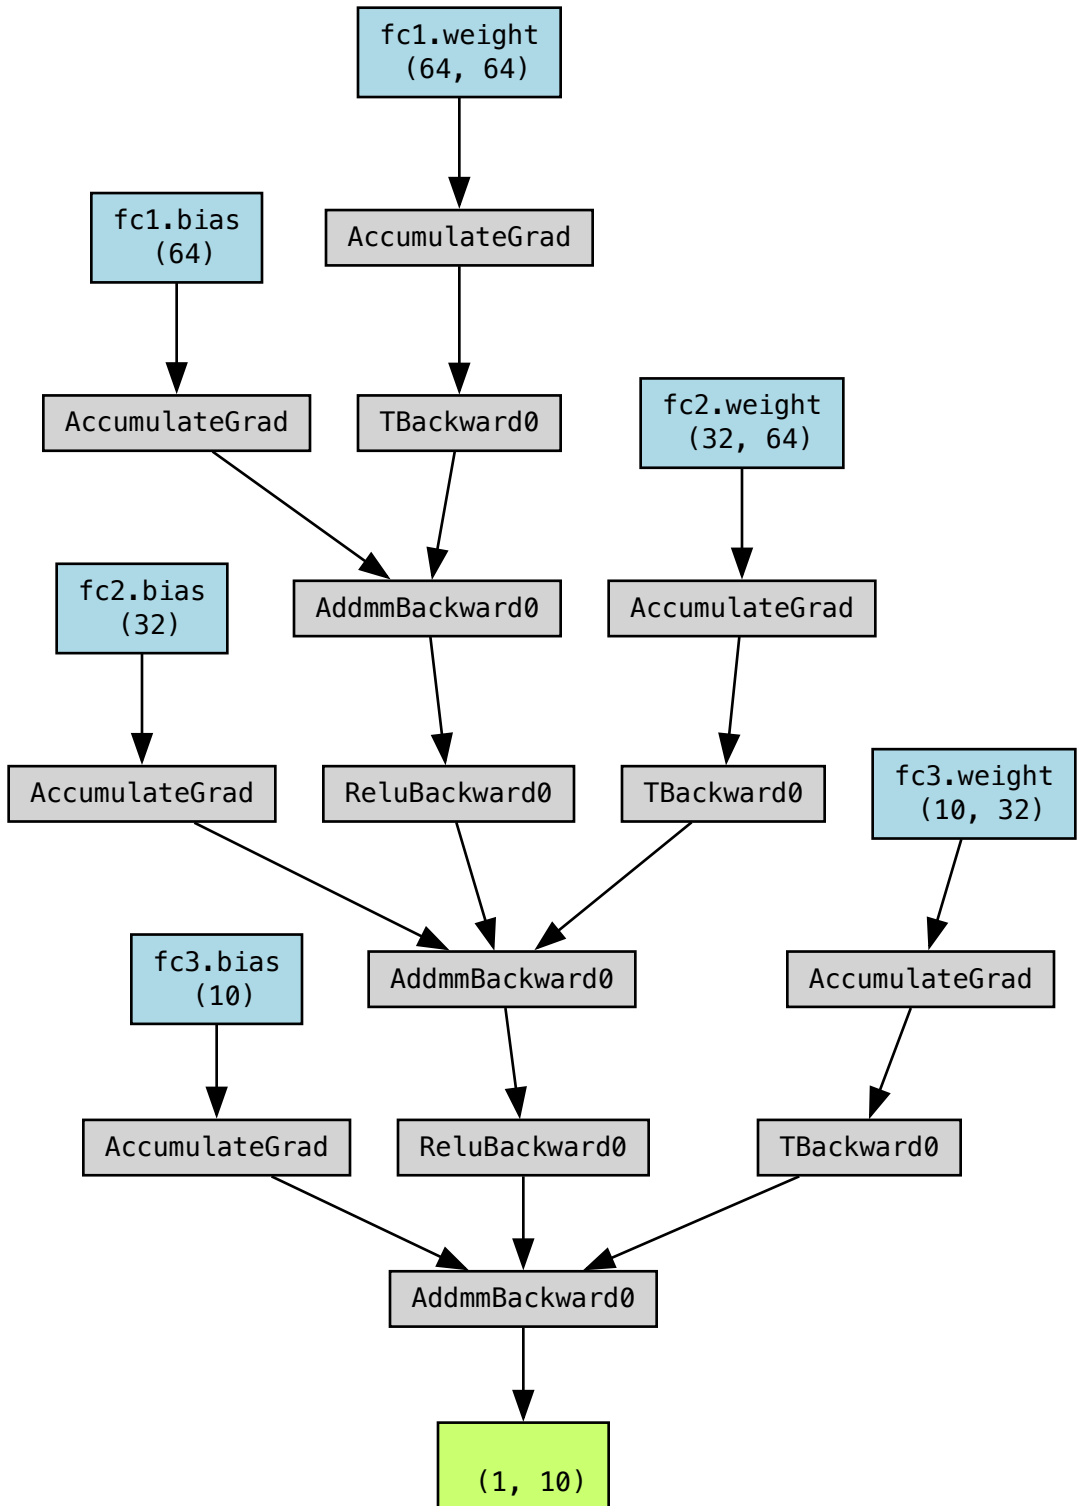 fc1.weight
(64, 64)
fc1.bias
(64)
AccumulateGrad
AccumulateGrad
TBackward0
fc2.weight
(32, 64)
fc2.bias
(32)
AddmmBackward0
AccumulateGrad
AccumulateGrad
ReluBackward0
TBackward0
fc3.weight
(10, 32)
fc3.bias
(10)
AddmmBackward0
AccumulateGrad
AccumulateGrad
ReluBackward0
TBackward0
AddmmBackward0
(1, 10)